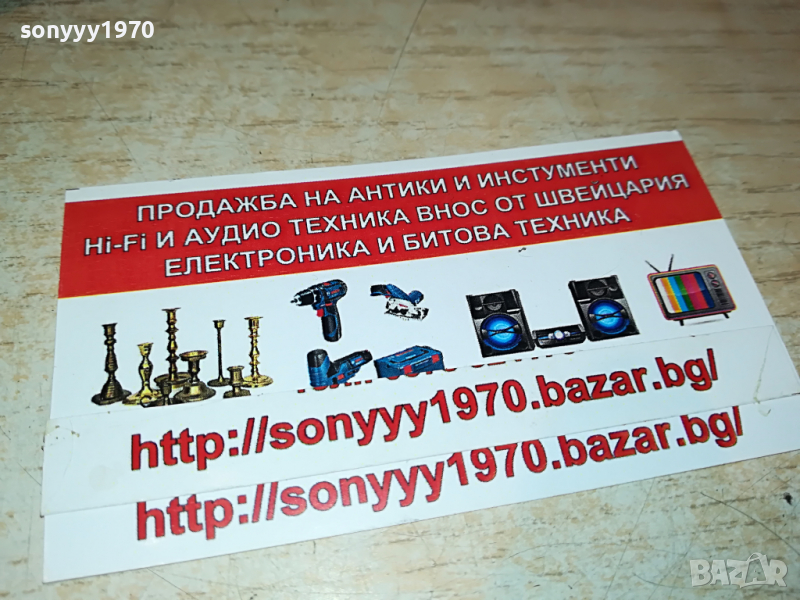 sonyyy1970
ПРОДАЖБА НА АНТИКИ И ИНСТУМЕНТИ
Hi-Fi И АУДИО ТЕХНИКА ВНОС ОТ ШВЕЙЦАРИЯ
ЕЛЕКТРОНИКА И БИТОВА ТЕХНИКА
http://sonyyy1970.bazar.bg/
http://sonyyy1970.bazar.bg/
BAZAR